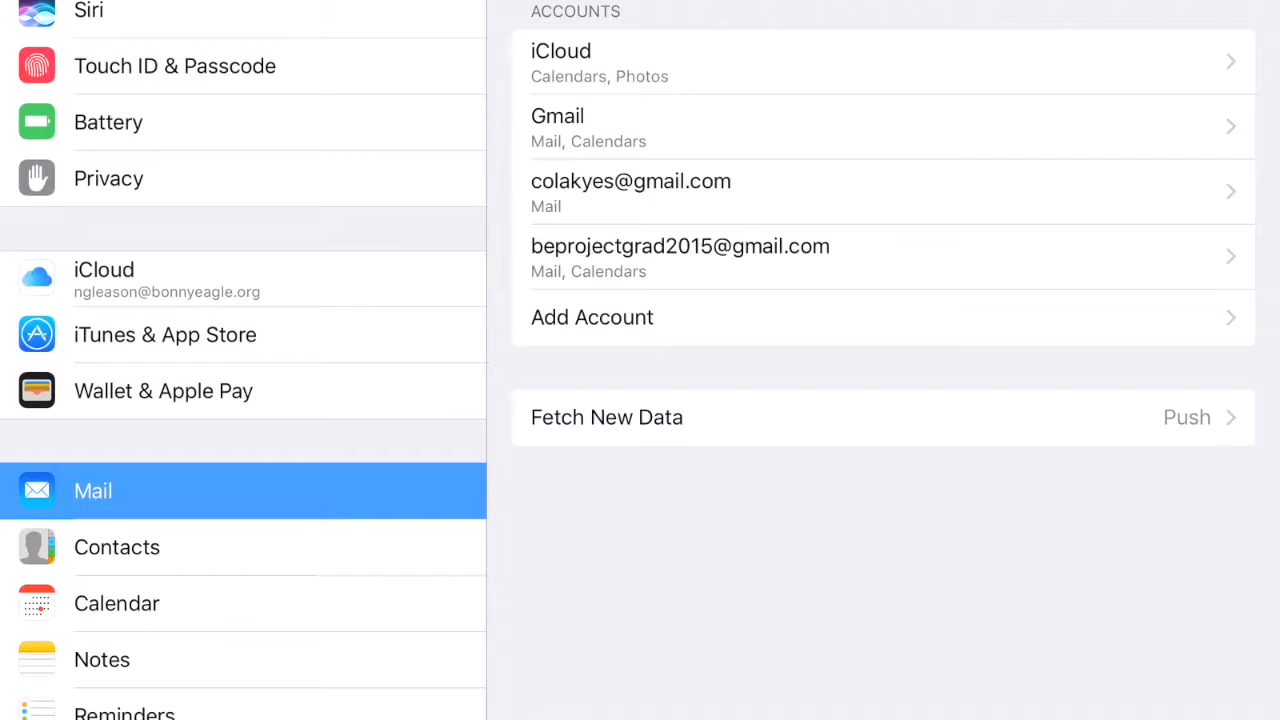 Siri
Touch ID & Passcode
Battery
Privacy
iCloud
ngleason@bonnyeagle.org
iTunes & App Store
Wallet & Apple Pay
Mail
Contacts
Calendar
Notes
Reminders
ACCOUNTS
iCloud
Calendars, Photos
Gmail
Mail, Calendars
colakyes@gmail.com
Mail
beprojectgrad2015@gmail.com
Mail, Calendars
Add Account
Fetch New Data Push